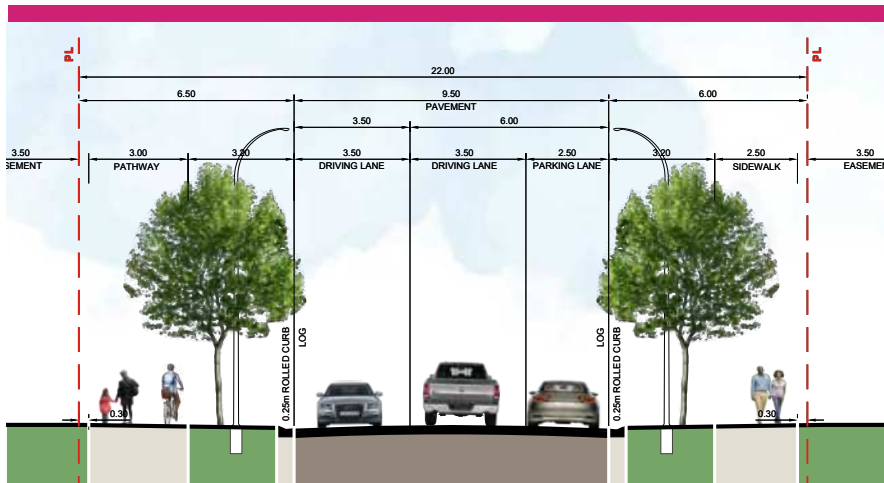 PL
PL
22.00
6.50
9.50
6.00
PAVEMENT
3.50
6.00
3.50
3.00
3.20
3.50
3.50
2.50
3.20
2.50
3.50
SEMENT
PATHWAY
DRIVING LANE
DRIVING LANE
PARKING LANE
SIDEWALK
EASEME
0.25m ROLLED CURB
LOG
LOG
0.25m ROLLED CURB
0.30
0.30